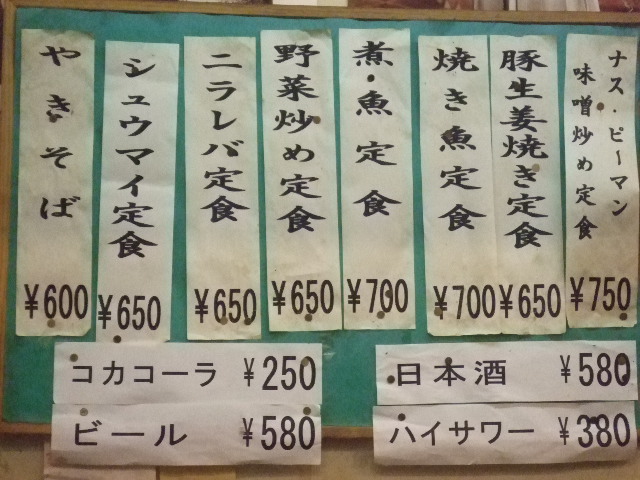 ナス・ピーマン
味噌炒め定食
¥750
豚生姜焼き定食
¥650
焼き魚定食
¥700
煮・魚定食
¥700
野菜炒め定食
¥650
ニラレバ定食
¥650
シュウマイ定食
¥650
やきそば
¥600
コカコーラ ¥250
ビール ¥580
日本酒 ¥580
ハイサワー ¥380